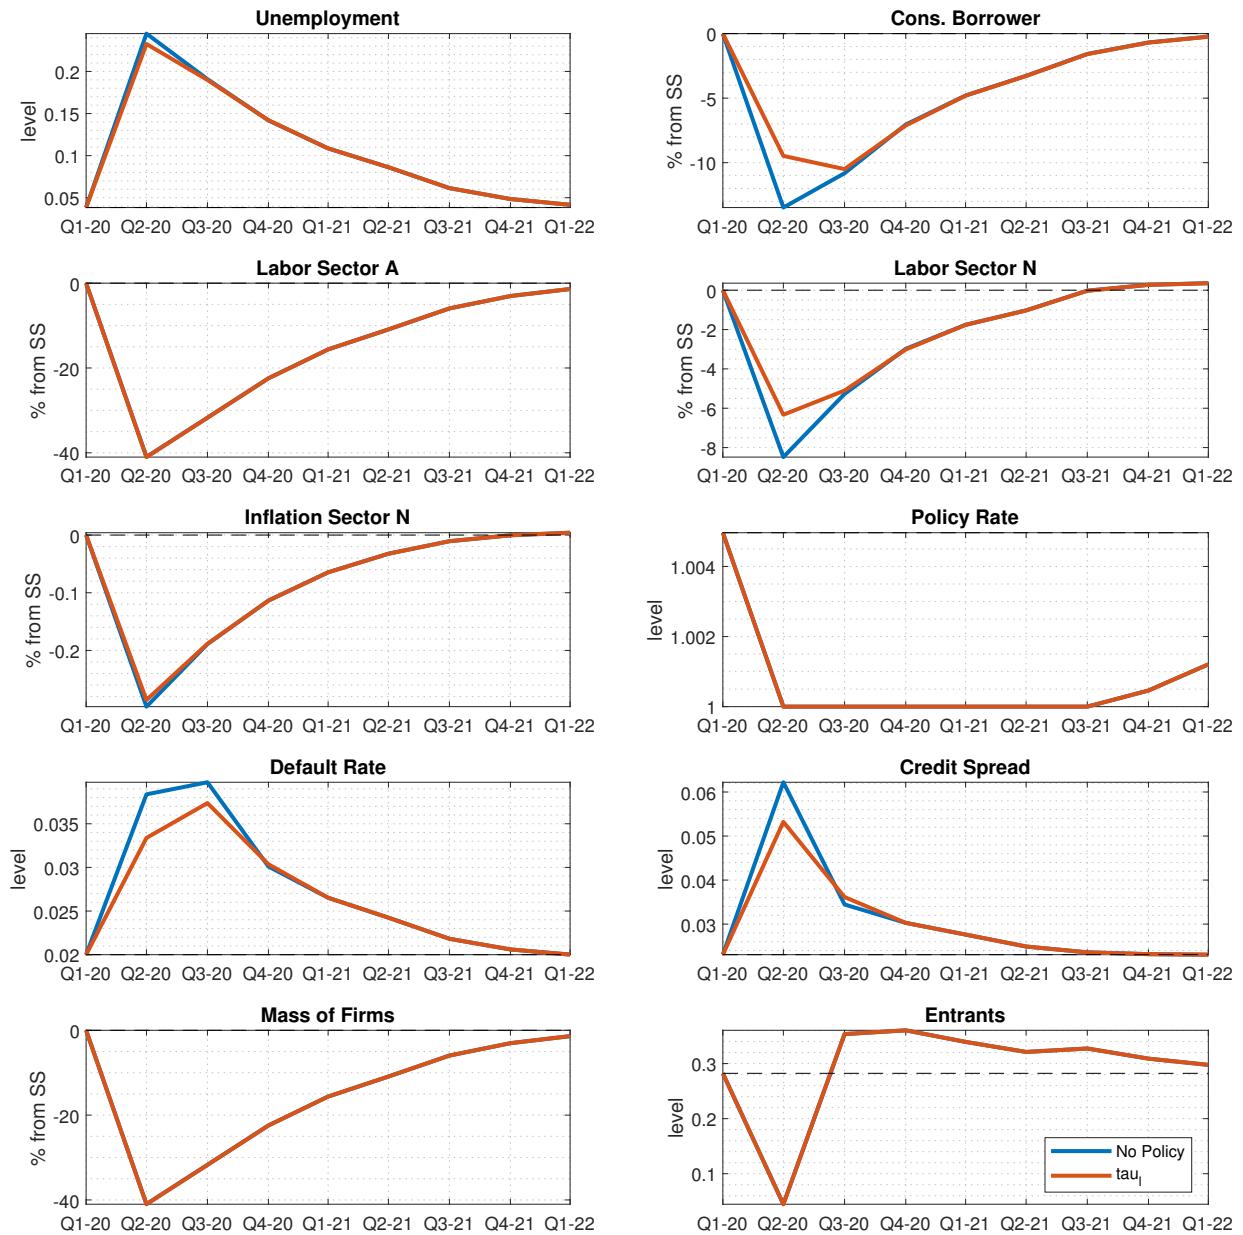 Unemployment
level
0.2
0.15
0.1
0.05
Q1-20 Q2-20 Q3-20 Q4-20 Q1-21 Q2-21 Q3-21 Q4-21 Q1-22
Cons. Borrower
% from SS
0
-5
-10
Q1-20 Q2-20 Q3-20 Q4-20 Q1-21 Q2-21 Q3-21 Q4-21 Q1-22
Labor Sector A
% from SS
0
-20
-40
Q1-20 Q2-20 Q3-20 Q4-20 Q1-21 Q2-21 Q3-21 Q4-21 Q1-22
Labor Sector N
% from SS
0
-2
-4
-6
-8
Q1-20 Q2-20 Q3-20 Q4-20 Q1-21 Q2-21 Q3-21 Q4-21 Q1-22
Inflation Sector N
% from SS
0
-0.1
-0.2
Q1-20 Q2-20 Q3-20 Q4-20 Q1-21 Q2-21 Q3-21 Q4-21 Q1-22
Policy Rate
level
1.004
1.002
1
Q1-20 Q2-20 Q3-20 Q4-20 Q1-21 Q2-21 Q3-21 Q4-21 Q1-22
Default Rate
level
0.035
0.03
0.025
0.02
Q1-20 Q2-20 Q3-20 Q4-20 Q1-21 Q2-21 Q3-21 Q4-21 Q1-22
Credit Spread
level
0.06
0.05
0.04
0.03
Q1-20 Q2-20 Q3-20 Q4-20 Q1-21 Q2-21 Q3-21 Q4-21 Q1-22
Mass of Firms
% from SS
0
-20
-40
Q1-20 Q2-20 Q3-20 Q4-20 Q1-21 Q2-21 Q3-21 Q4-21 Q1-22
Entrants
level
0.3
0.2
0.1
No Policy
tau_l
Q1-20 Q2-20 Q3-20 Q4-20 Q1-21 Q2-21 Q3-21 Q4-21 Q1-22